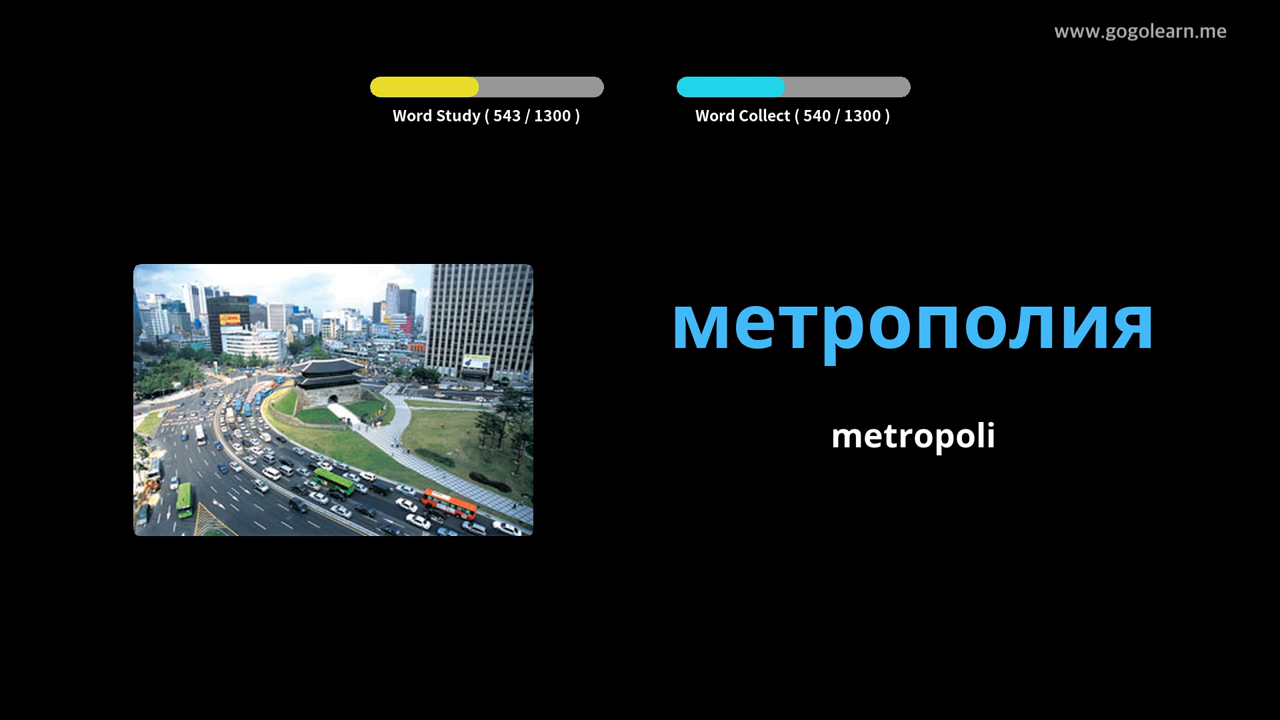 www.gogolearn.me
Word Study ( 543 / 1300 )
Word Collect ( 540 / 1300 )
метрополия
metropoli